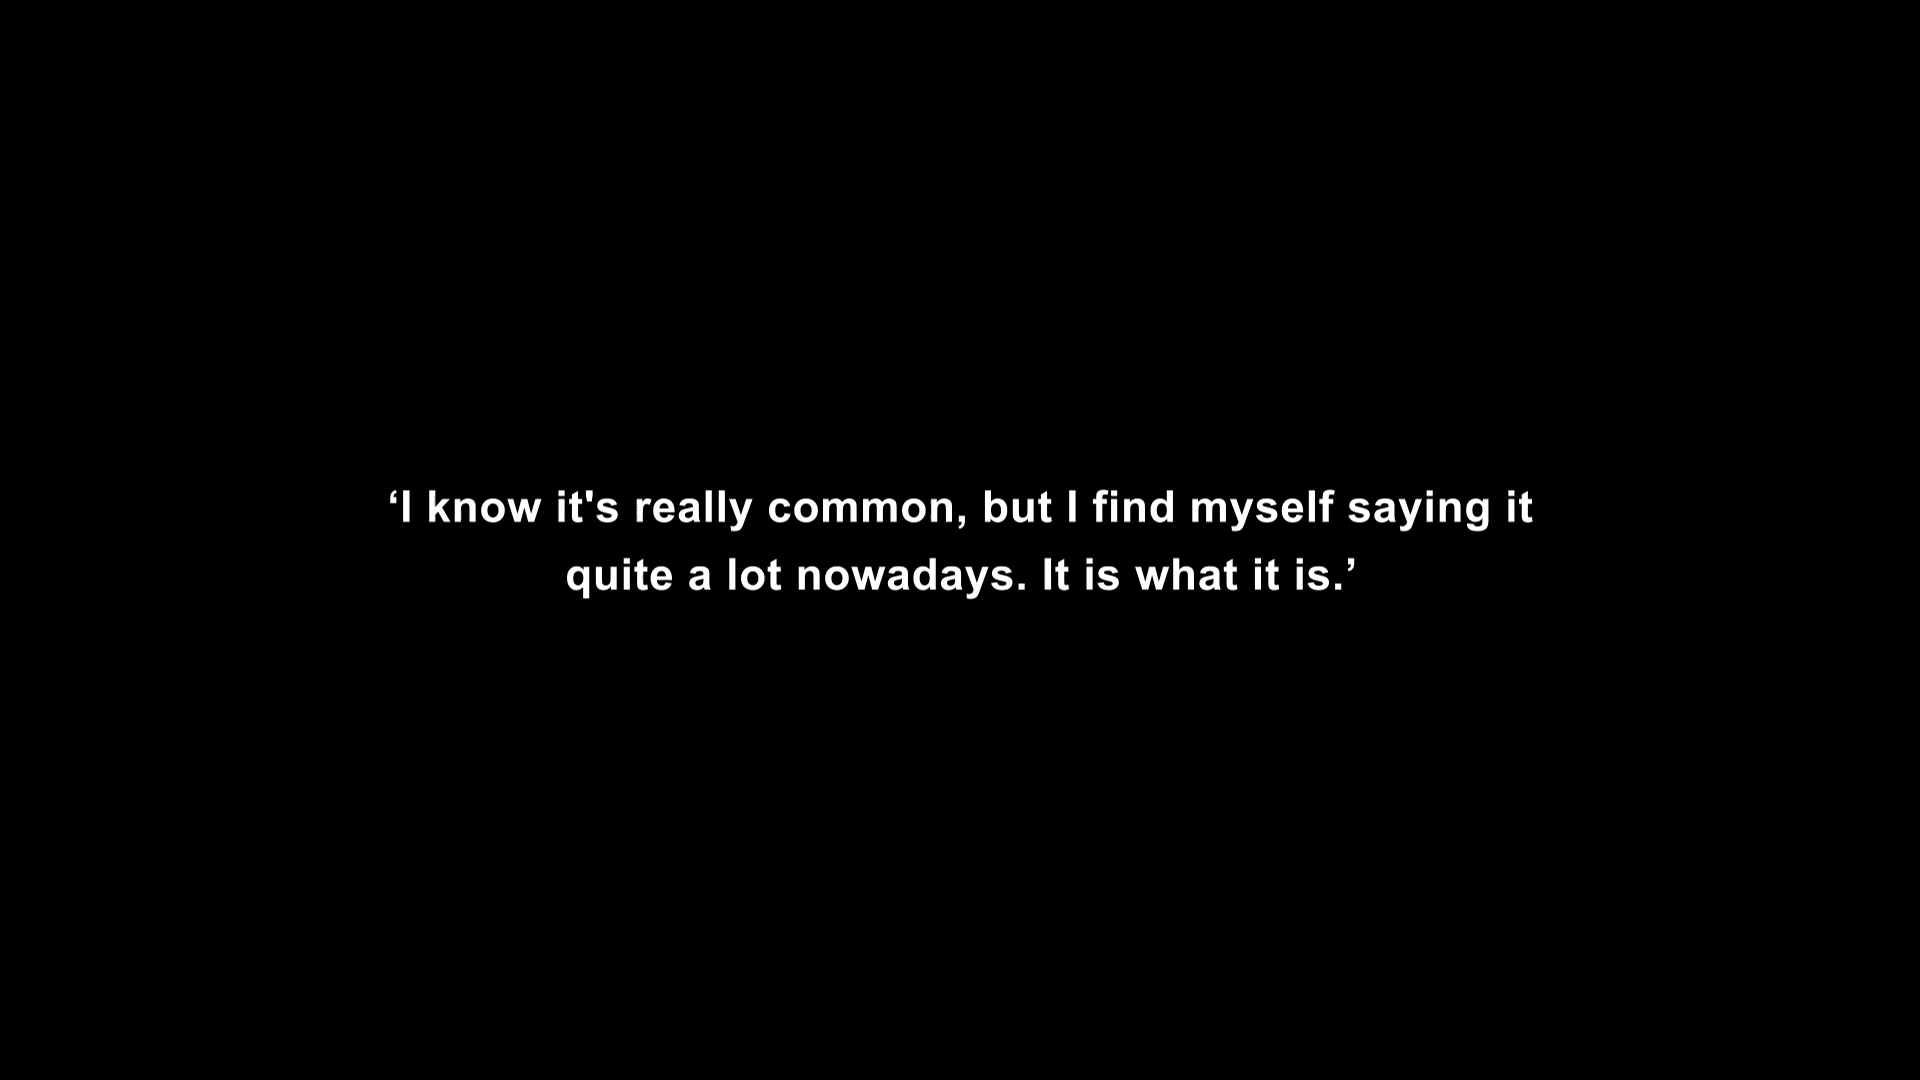 ‘I know it's really common, but I find myself saying it
quite a lot nowadays. It is what it is.’